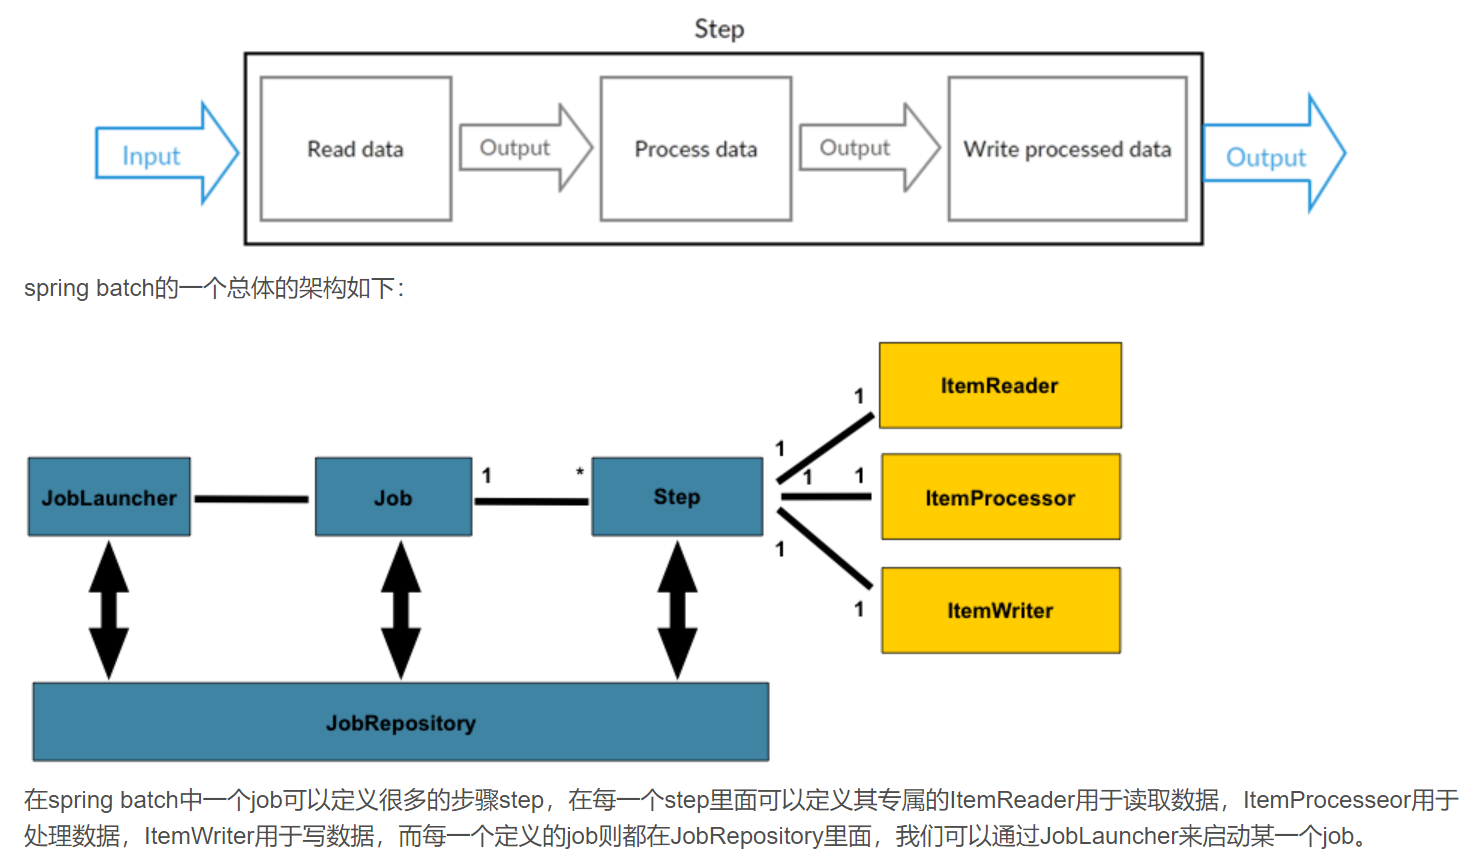 Step
Input
Read data
Output
Process data
Output
Write processed data
Output
spring batch的一个总体的架构如下：
ItemReader
1
1
JobLauncher
Job
1
*
Step
1
1
ItemProcessor
1
1
ItemWriter
JobRepository
在spring batch中一个job可以定义很多的步骤step，在每一个step里面可以定义其专属的ItemReader用于读取数据，ItemProcesseor用于
处理数据，ItemWriter用于写数据，而每一个定义的job则都在JobRepository里面，我们可以通过JobLauncher来启动某一个job。